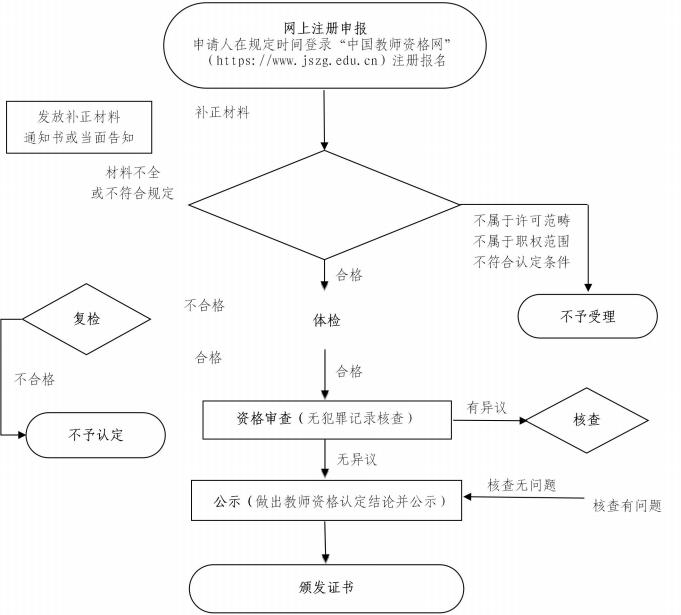 网上注册申报
申请人在规定时间登录“中国教师资格网”
（https://www.jszg.edu.cn）注册报名
发放补正材料
通知书或当面告知
补正材料
材料不全
或不符合规定
不属于许可范畴
不属于职权范围
不符合认定条件
合格
不予受理
复检
不合格
体检
合格
合格
不合格
不予认定
资格审查（无犯罪记录核查）
有异议
核查
无异议
公示（做出教师资格认定结论并公示）
核查无问题
核查有问题
颁发证书